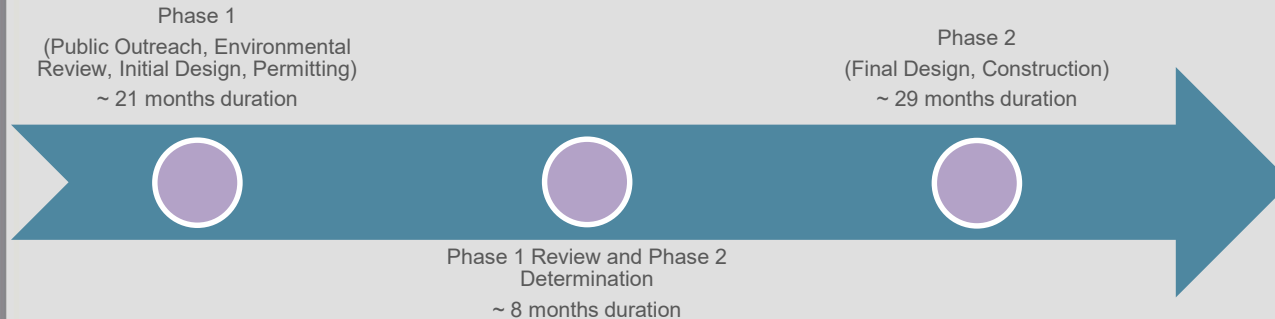 Phase 1
(Public Outreach, Environmental
Review, Initial Design, Permitting)
~ 21 months duration
Phase 1 Review and Phase 2
Determination
~ 8 months duration
Phase 2
(Final Design, Construction)
~ 29 months duration